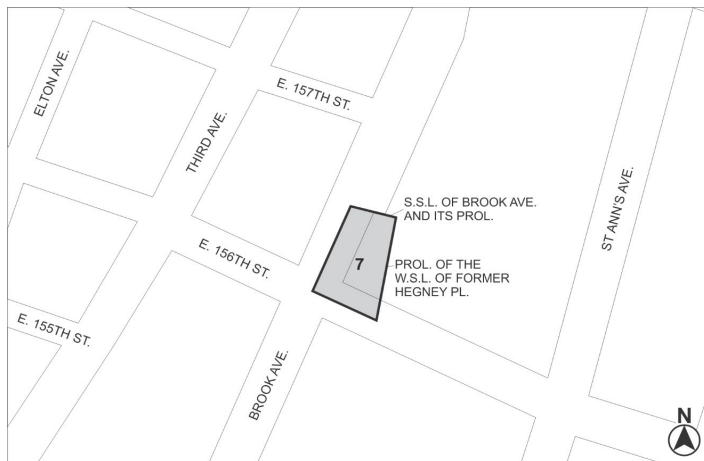 ELTON AVE.
THIRD AVE.
E. 157TH ST.
ST ANN'S AVE.
S.S.L. OF BROOK AVE.
AND ITS PROL.
E. 156TH ST.
7
PROL. OF THE
W.S.L. OF FORMER
HEGNEY PL.
E. 155TH ST.
BROOK AVE.
N